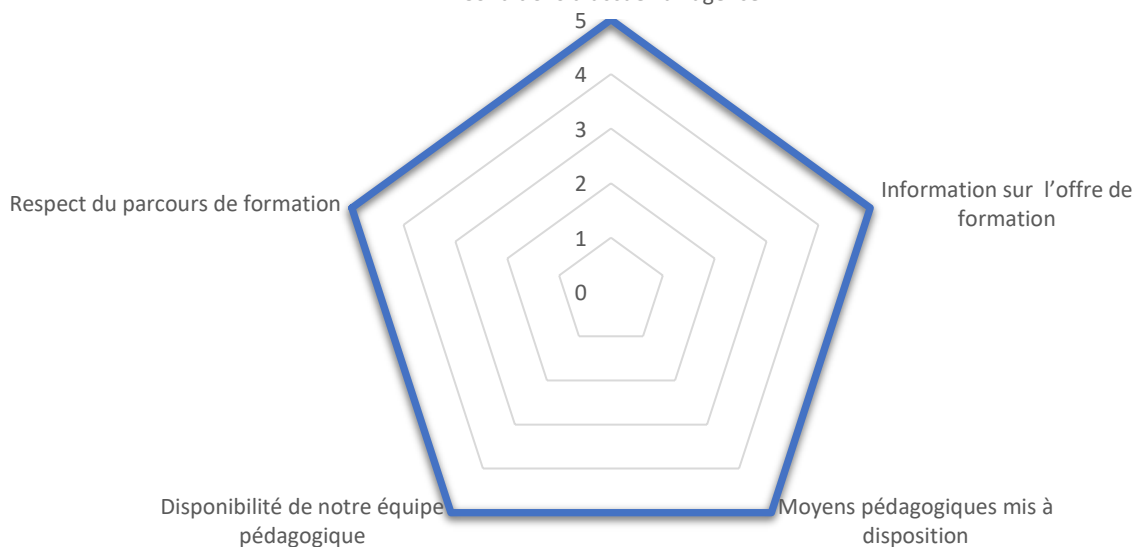 5
4
3
2
1
0
Information sur l’offre de
formation
Moyens pédagogiques mis à
disposition
Disponibilité de notre équipe
pédagogique
Respect du parcours de formation